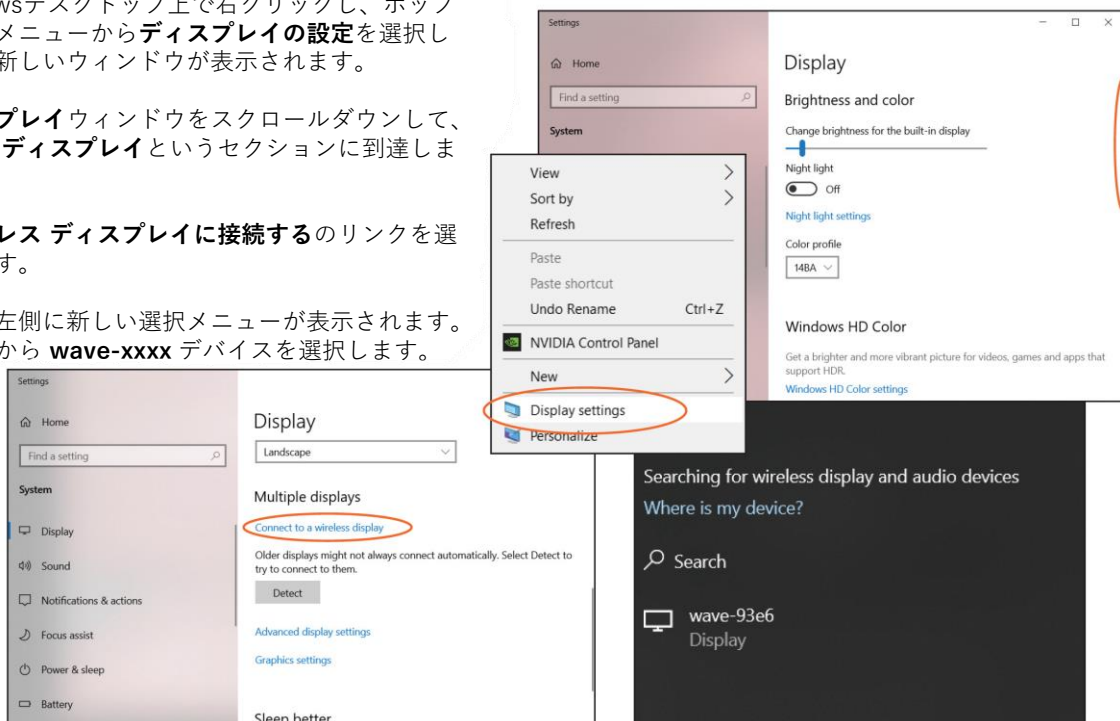 wsデスクトップ上で右クリックし、ポップ
メニューからディスプレイの設定を選択し
新しいウィンドウが表示されます。
プレイウィンドウをスクロールダウンして、
ディスプレイというセクションに到達しま
レス ディスプレイに接続するのリンクを選
す。
左側に新しい選択メニューが表示されます。
から wave-xxxx デバイスを選択します。
Settings
Home
Find a setting
System
Display
Brightness and color
Change brightness for the built-in display
Night light
Off
Night light settings
Color profile
14BA
Windows HD Color
Get a brighter and more vibrant picture for videos, games and apps that
support HDR.
Windows HD Color settings
View
Sort by
Refresh
Paste
Paste shortcut
Undo Rename Ctrl+Z
NVIDIA Control Panel
New
Display settings
Personalize
Settings
Home
Find a setting
System
Display
Sound
Notifications & actions
Focus assist
Power & sleep
Battery
Display
Landscape
Multiple displays
Connect to a wireless display
Older displays might not always connect automatically. Select Detect to
try to connect to them.
Detect
Advanced display settings
Graphics settings
Sleep better
Searching for wireless display and audio devices
Where is my device?
Search
wave-93e6
Display